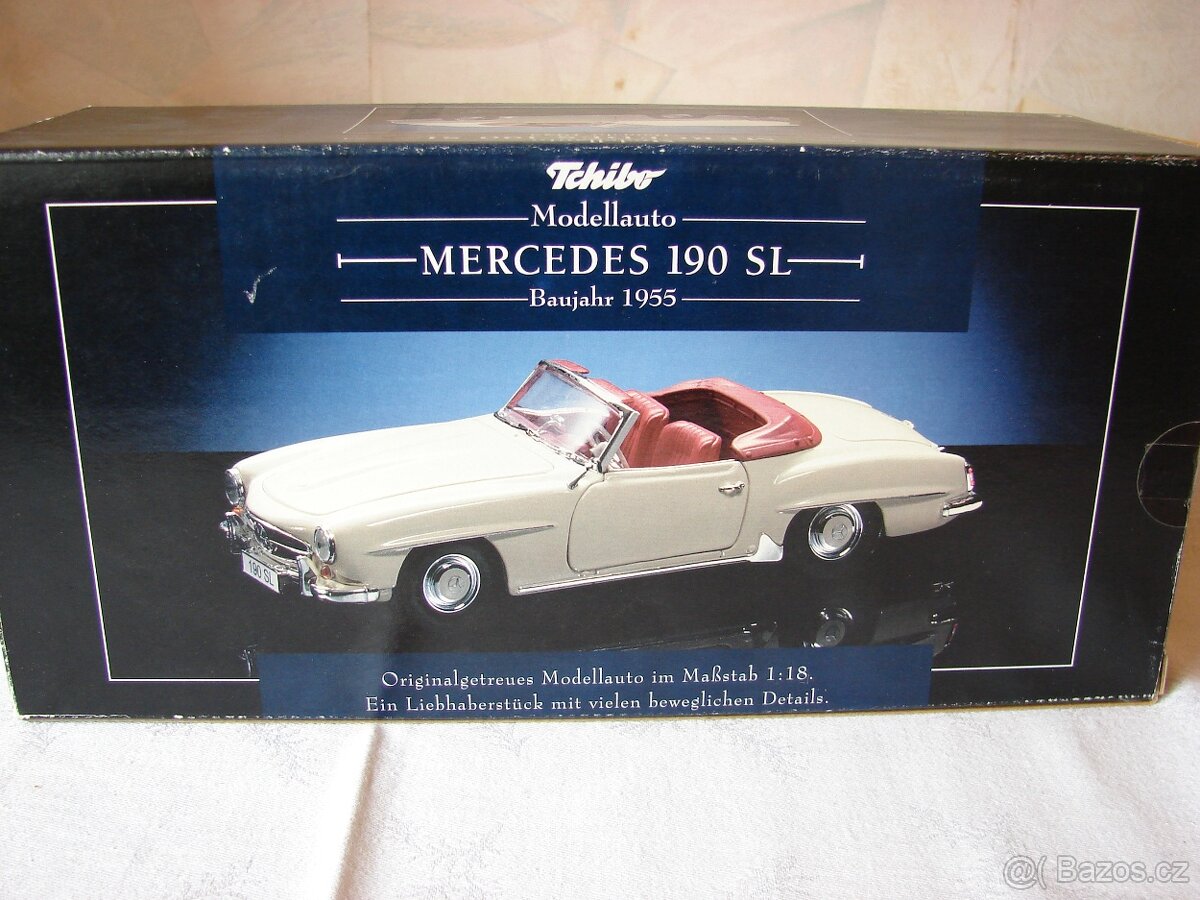 Tchibo
Modellauto
MERCEDES 190 SL
Baujahr 1955
190 SL
Originalgetreues Modellauto im Maßstab 1:18.
Ein Liebhaberstück mit vielen beweglichen Details.
@( Bazos.cz